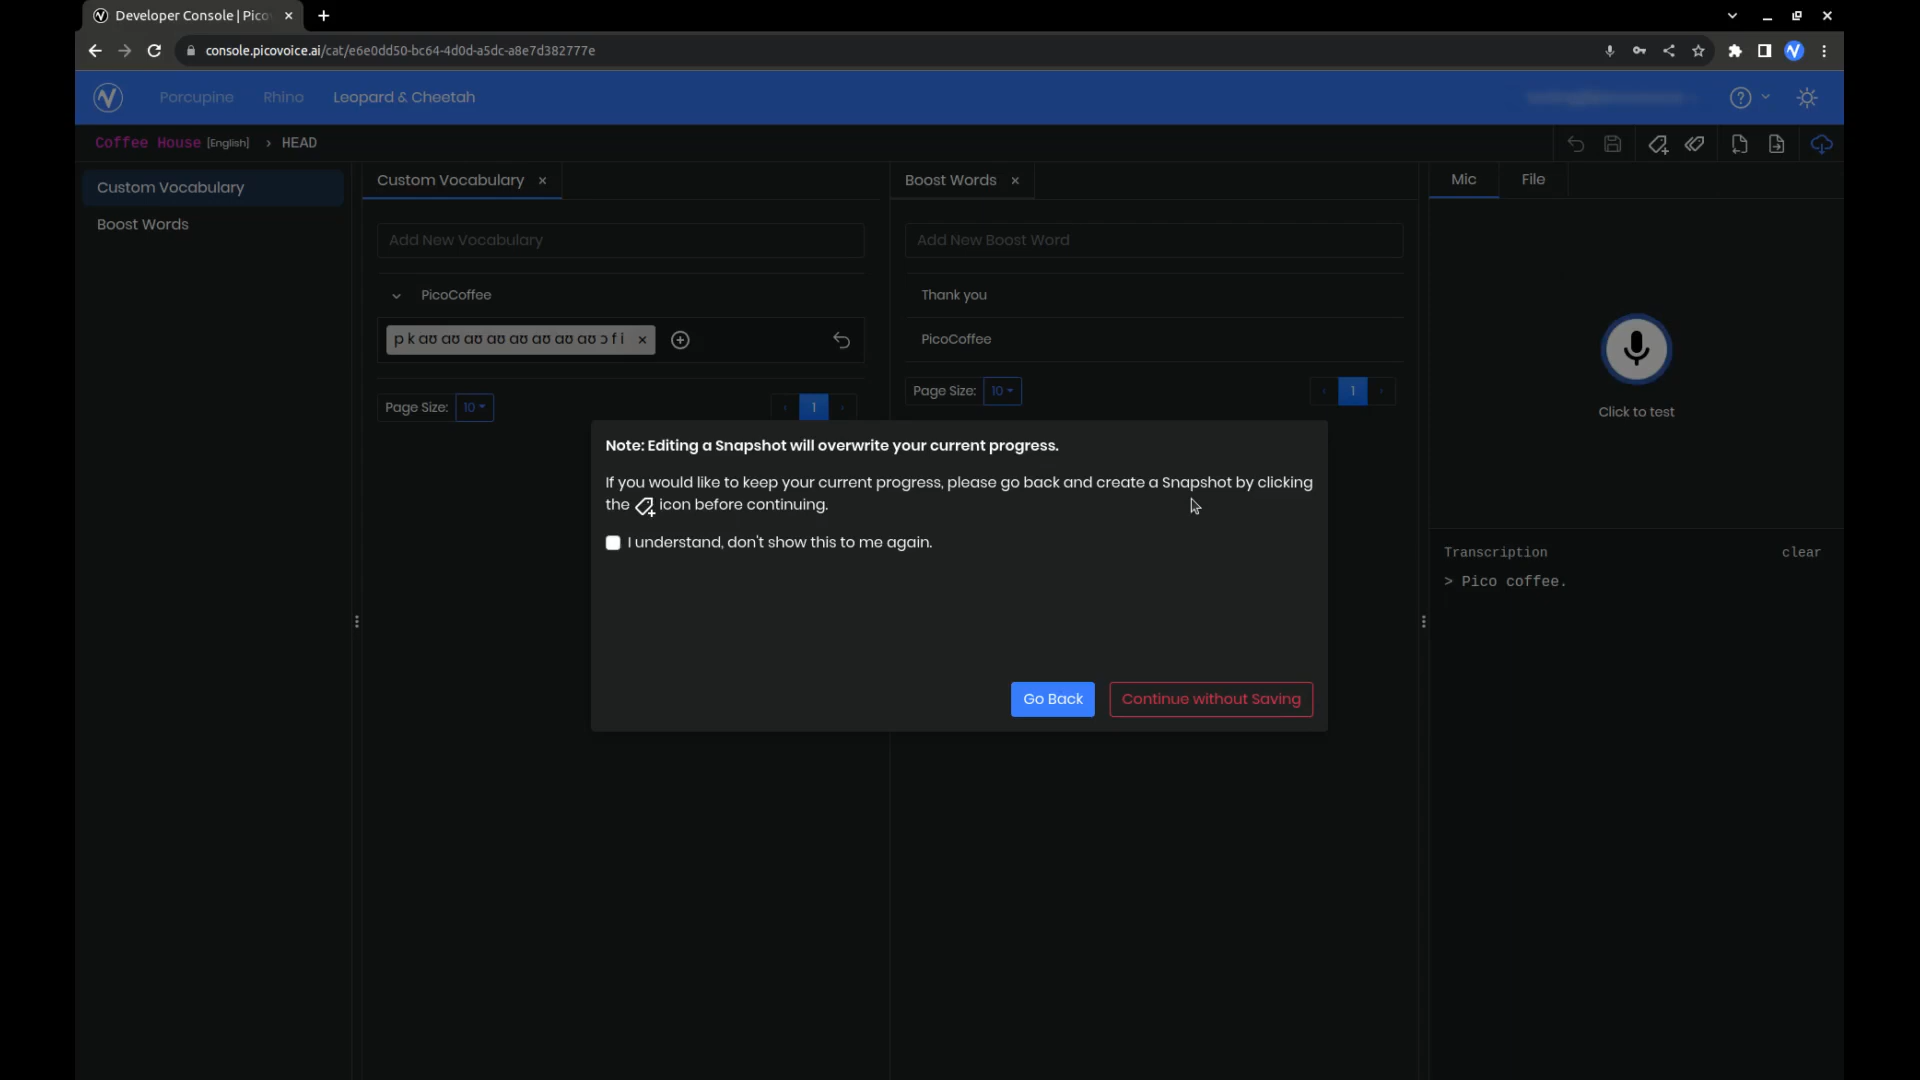 Developer Console | Pico
console.picovoice.ai/cat/e6e0dd50-bc64-4d0d-a5dc-a8e7d382777e
Porcupine Rhino Leopard & Cheetah
Coffee House [English] > HEAD
Custom Vocabulary
Boost Words
Custom Vocabulary
Add New Vocabulary
PicoCoffee
p k aʊ aʊ aʊ aʊ aʊ aʊ aʊ aʊ ɔ f i
Page Size: 10
1
Boost Words
Add New Boost Word
Thank you
PicoCoffee
Page Size: 10
1
Mic File
Click to test
Transcription clear
> Pico coffee.
Note: Editing a Snapshot will overwrite your current progress.
If you would like to keep your current progress, please go back and create a Snapshot by clicking
the icon before continuing.
I understand, don't show this to me again.
Go Back Continue without Saving